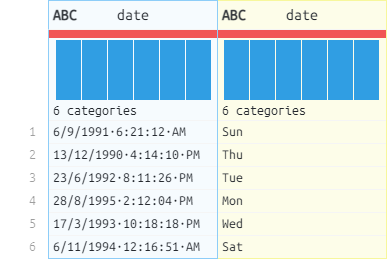 ABC date ABC date
6 categories 6 categories
1 6/9/1991·6:21:12·AM Sun
2 13/12/1990·4:14:10·PM Thu
3 23/6/1992·8:11:26·PM Tue
4 28/8/1995·2:12:04·PM Mon
5 17/3/1993·10:18:18·PM Wed
6 6/11/1994·12:16:51·AM Sat